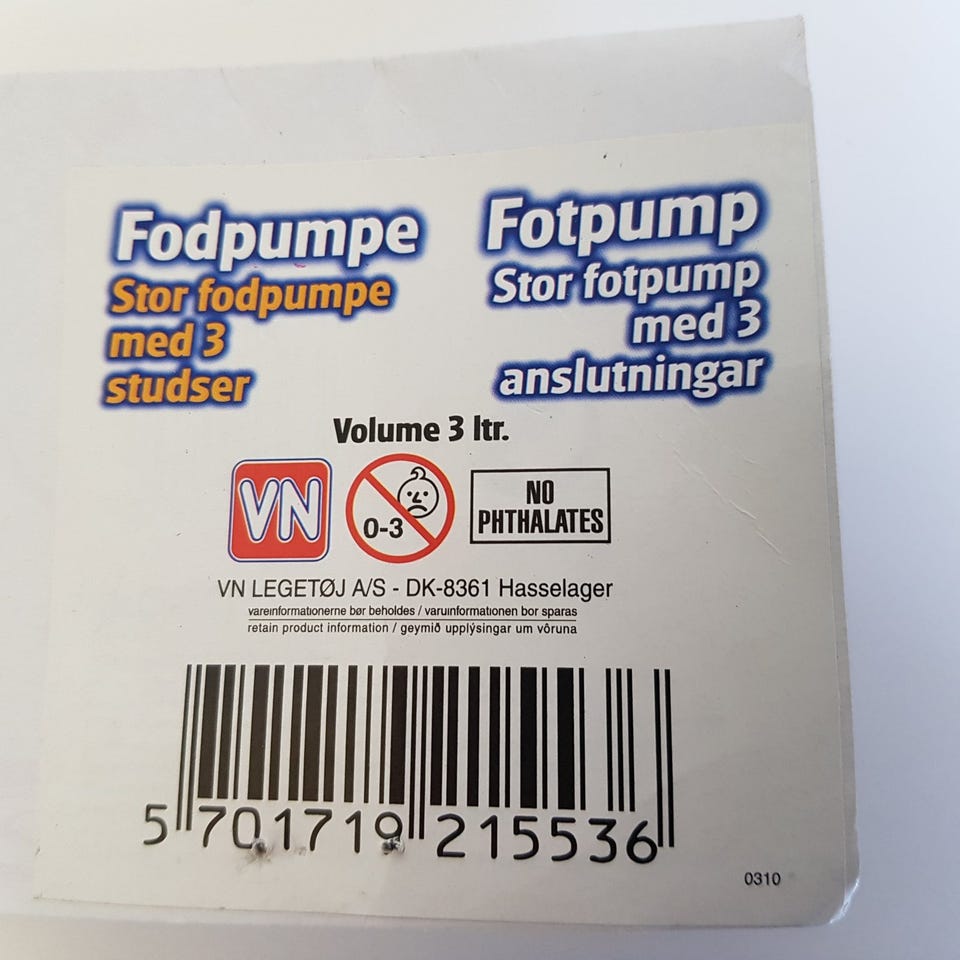 Fodpumpe
Stor fodpumpe
med 3
studser
Fotpump
Stor fotpump
med 3
anslutningar
Volume 3 ltr.
VN
0-3
NO
PHTHALATES
VN LEGETØJ A/S - DK-8361 Hasselager
vareinformationerne bør beholdes / varuinformationen bor sparas
retain product information / geymið upplýsingar um vôruna
5 701719 215536
0310